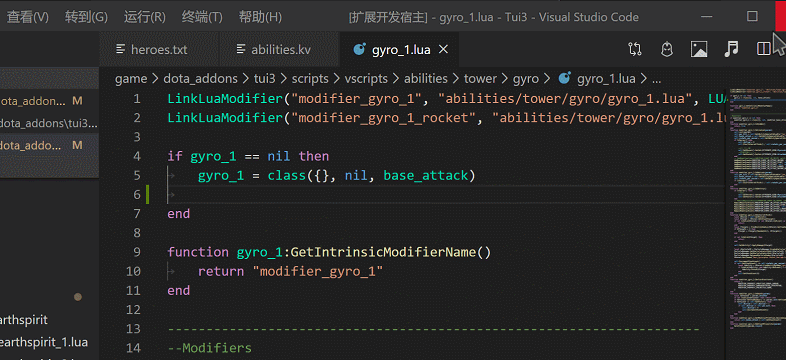 查看(V) 转到(G) 运行(R) 终端(T) 帮助(H) [扩展开发宿主] - gyro_1.lua - Tui3 - Visual Studio Code
heroes.txt abilities.kv gyro_1.lua
game > dota_addons > tui3 > scripts > vscripts > abilities > tower > gyro > gyro_1.lua > ...
dota_addon... M
dota_addons\tui3...
dota_addo... M
earthspirit
earthspirit_1.lua
1 LinkLuaModifier("modifier_gyro_1", "abilities/tower/gyro/gyro_1.lua", LUA
2 LinkLuaModifier("modifier_gyro_1_rocket", "abilities/tower/gyro/gyro_1.lu
3
4 if gyro_1 == nil then
5 gyro_1 = class({}, nil, base_attack)
6
7 end
8
9 function gyro_1:GetIntrinsicModifierName()
10 return "modifier_gyro_1"
11 end
12
13 ----------------------------------------------------------------
14 --Modifiers